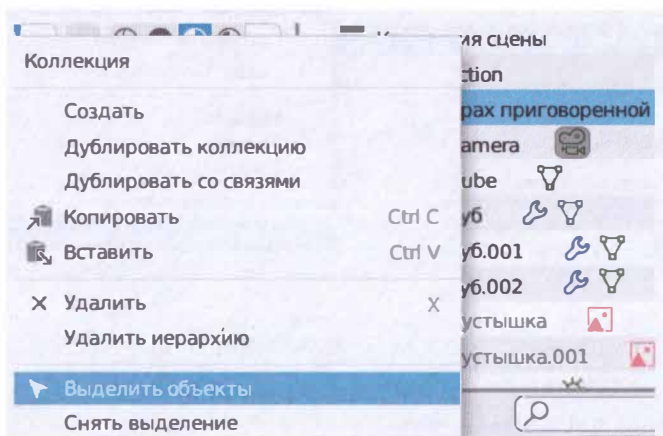 ия сцены
Коллекция
ction
Создать
рах приговоренной
Дублировать коллекцию
amera
Дублировать со связями
ube
Копировать Ctrl C
уб
Вставить Ctrl V
уб.001
уб.002
Удалить X
устышка
Удалить иерархию
устышка.001
Выделить объекты
Снять выделение